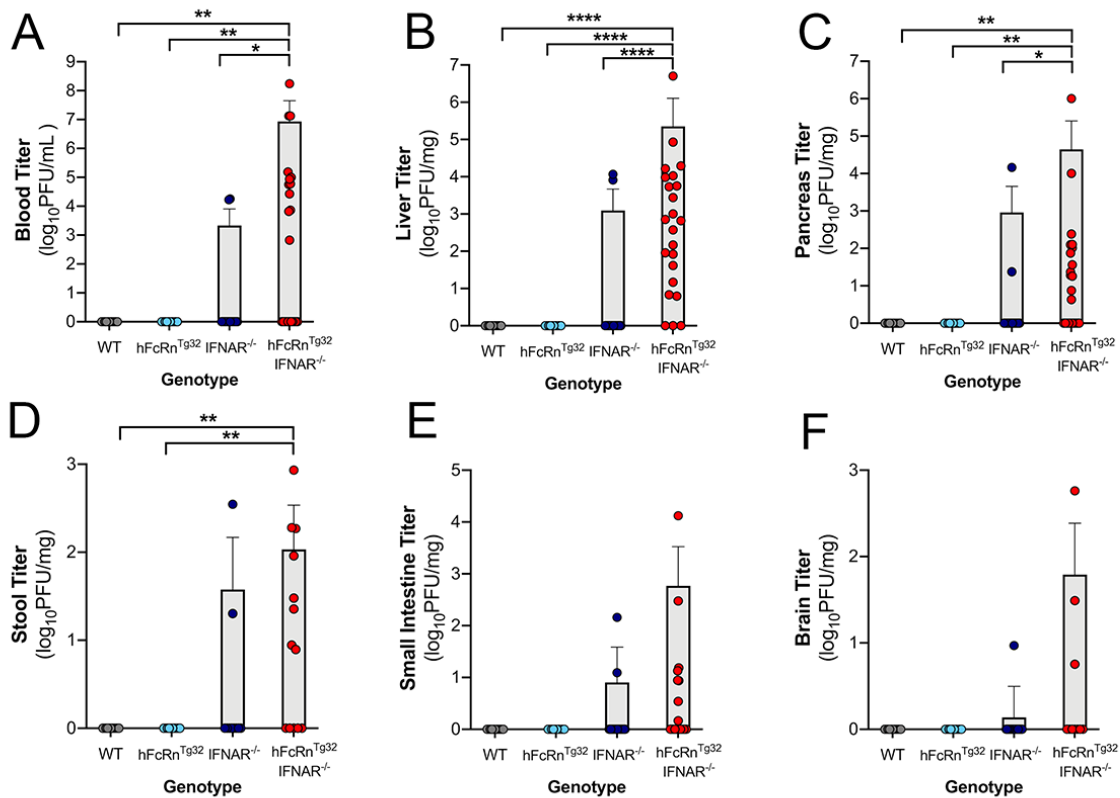 A
**
**
*
Blood Titer
(log10PFU/mL)
9
8
7
6
5
4
3
2
1
0
WT hFcRnTg32 IFNAR-/- hFcRnTg32
IFNAR-/-
Genotype
B
****
****
****
Liver Titer
(log10PFU/mg)
7
6
5
4
3
2
1
0
WT hFcRnTg32 IFNAR-/- hFcRnTg32
IFNAR-/-
Genotype
C
**
**
*
Pancreas Titer
(log10PFU/mg)
7
6
5
4
3
2
1
0
WT hFcRnTg32 IFNAR-/- hFcRnTg32
IFNAR-/-
Genotype
D
**
**
Stool Titer
(log10PFU/mg)
3
2
1
0
WT hFcRnTg32 IFNAR-/- hFcRnTg32
IFNAR-/-
Genotype
E
Small Intestine Titer
(log10PFU/mg)
5
4
3
2
1
0
WT hFcRnTg32 IFNAR-/- hFcRnTg32
IFNAR-/-
Genotype
F
Brain Titer
(log10PFU/mg)
3
2
1
0
WT hFcRnTg32 IFNAR-/- hFcRnTg32
IFNAR-/-
Genotype